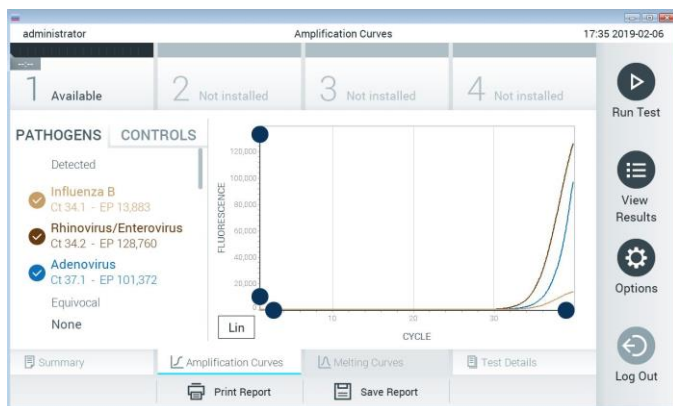 administrator
Amplification Curves
17:35 2019-02-06
1 Available
2 Not installed
3 Not installed
4 Not installed
Run Test
View
Results
Options
Log Out
PATHOGENS
CONTROLS
Detected
Influenza B
Ct 34.1 - EP 13,883
Rhinovirus/Enterovirus
Ct 34.2 - EP 128,760
Adenovirus
Ct 37.1 - EP 101,372
Equivocal
None
FLUORESCENCE
120,000
100,000
80,000
60,000
40,000
20,000
0
10
20
30
CYCLE
Lin
Summary
Amplification Curves
Melting Curves
Test Details
Print Report
Save Report